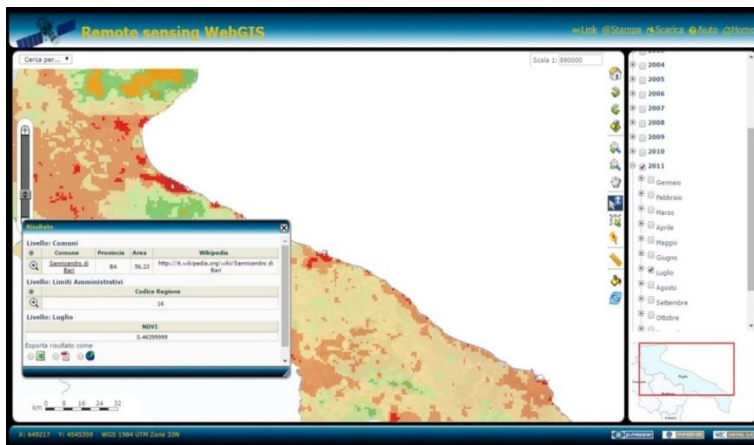 Remote sensing WebGIS
Link Stampa Scarica Aiuto Home
Cerca per...
Scala 1: 890000
2004
2005
2006
2007
2008
2009
2010
2011
Gennaio
Febbraio
Marzo
Aprile
Maggio
Giugno
Luglio
Agosto
Settembre
Ottobre
Risultato
Livello: Comuni
Comune Provincia Area Wikipedia
Sannicandro di Bari BA 56.23 http://it.wikipedia.org/wiki/Sannicandro di Bari
Livello: Limiti Amministrativi
Codice Regione
16
Livello: Luglio
NDVI
0.46299999
Esporta risultato come
km 0 8 16 24 32
Puglia
X: 649217 Y: 4545359 WGS 1984 UTM Zone 33N